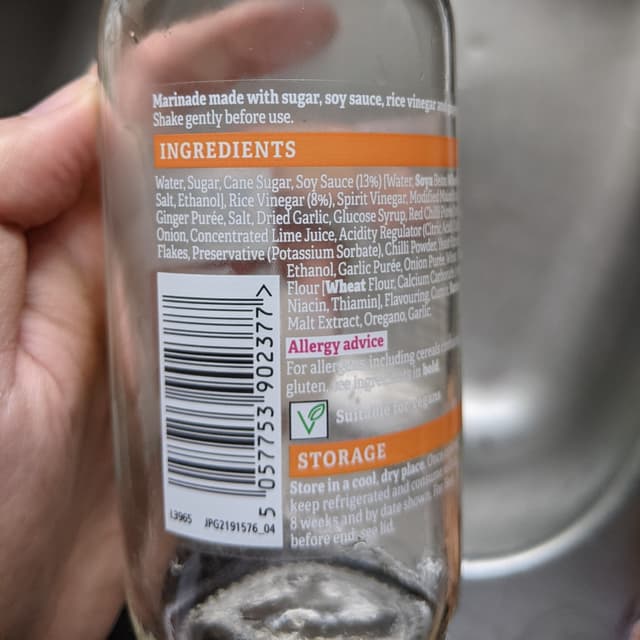 Marinade made with sugar, soy sauce, rice vinegar and
Shake gently before use.
INGREDIENTS
Water, Sugar, Cane Sugar, Soy Sauce (13%) [Water, Soya
Salt, Ethanol], Rice Vinegar (8%), Spirit Vinegar, Modified
Ginger Purée, Salt, Dried Garlic, Glucose Syrup, Red Chilli
Onion, Concentrated Lime Juice, Acidity Regulator
Flakes, Preservative (Potassium Sorbate), Chilli Powder,
Ethanol, Garlic Purée, Onion Purée,
Flour [Wheat Flour, Calcium
Niacin, Thiamin], Flavouring,
Malt Extract, Oregano, Garlic.
Allergy advice
For allergens, including cereals
gluten, see ingredients in bold.
Suitable for vegans
STORAGE
Store in a cool, dry place. Once
keep refrigerated and consume
8 weeks and by date shown. For
before end, see lid.
5 057753 902377 >
L3965 JPG2191576_04